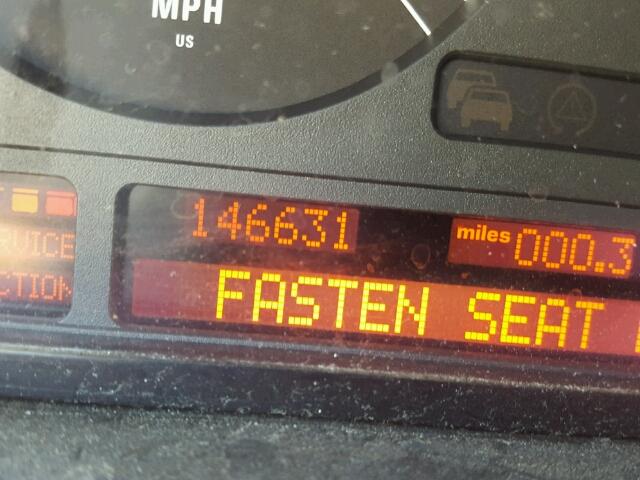 MPH
US
146631
miles 000.3
FASTEN SEAT